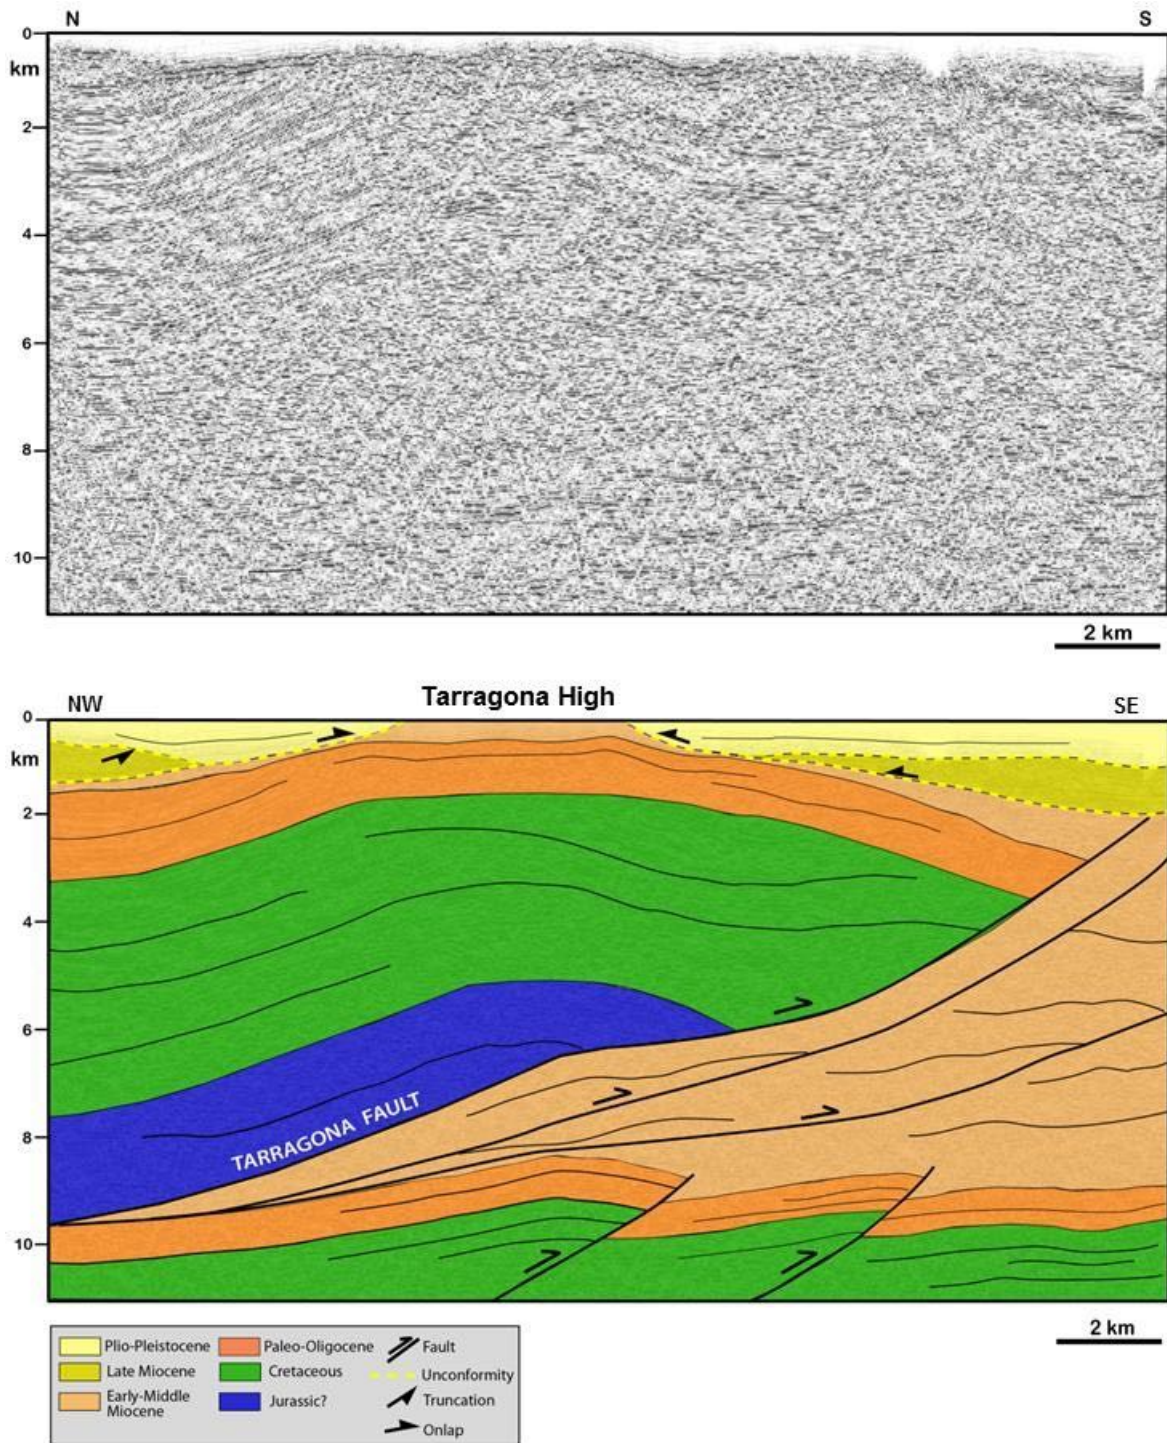 N S
0
km
2
4
6
8
10
2 km
NW Tarragona High SE
0
km
2
4
6
8
10
TARRAGONA FAULT
2 km
Plio-Pleistocene Paleo-Oligocene Fault
Late Miocene Cretaceous Unconformity
Early-Middle
Miocene Jurassic? Truncation
Onlap